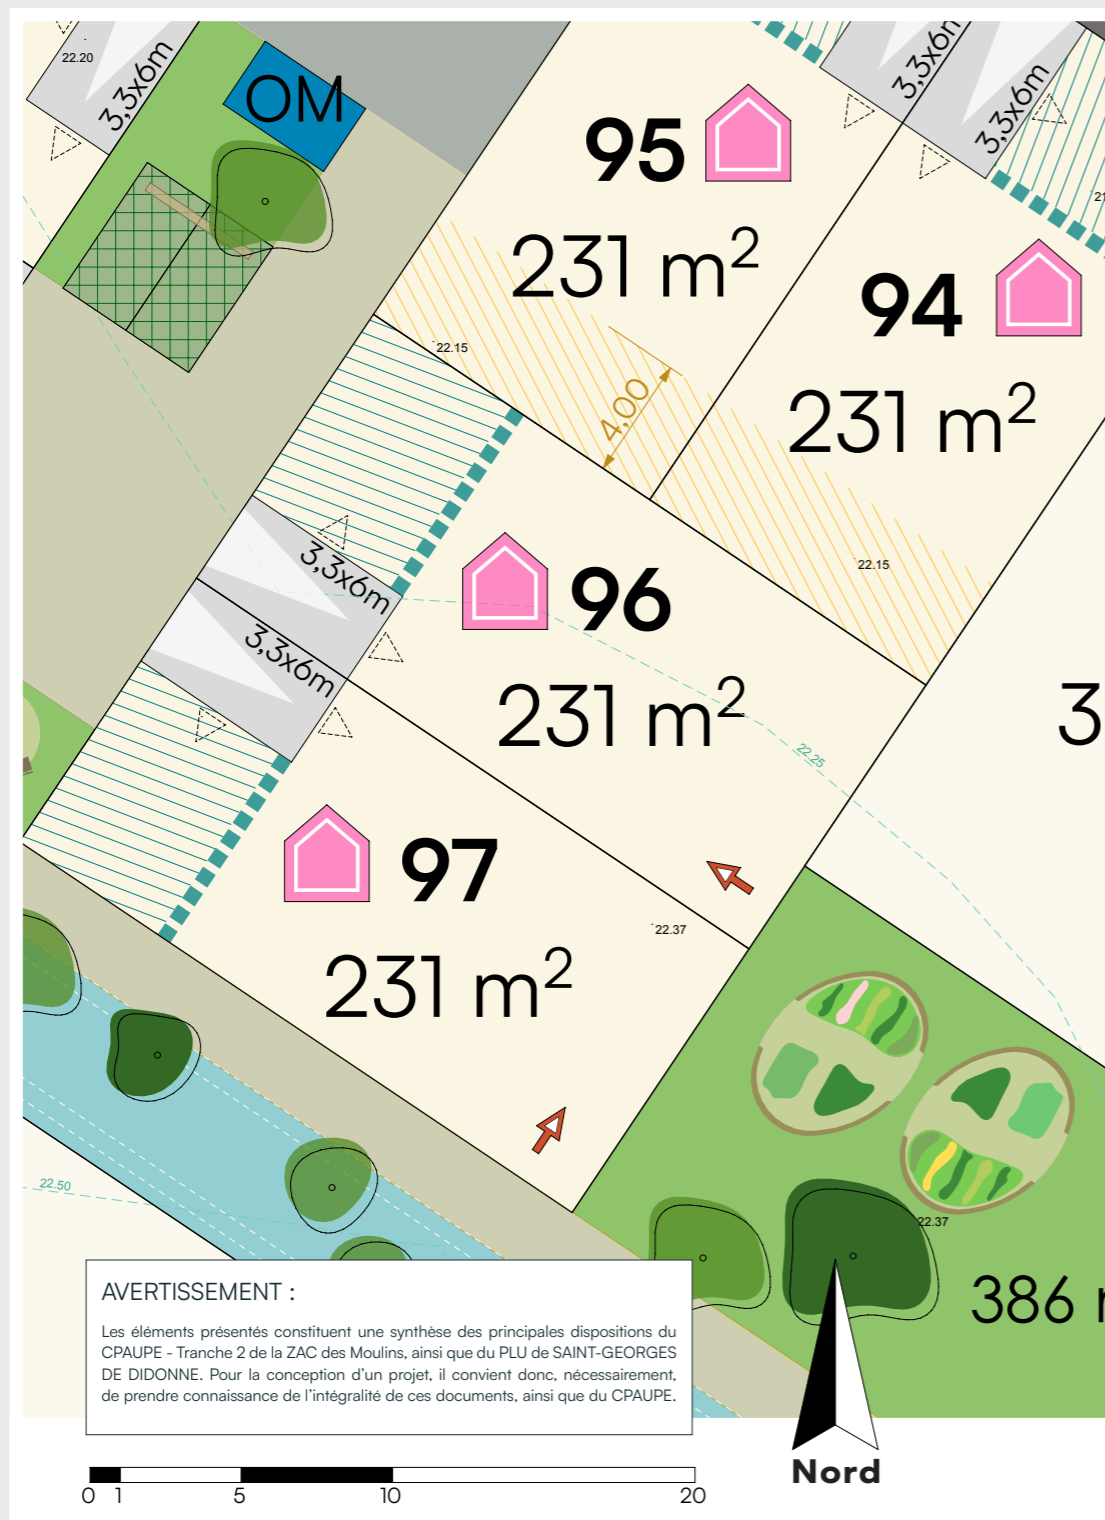 22.20
3,3x6m
OM
3,3x6m
3,3x6m
95
231 m²
94
231 m²
22.15
4,00
22.15
3,3x6m
3,3x6m
96
231 m²
22.25
97
231 m²
22.37
22.50
22.37
386
AVERTISSEMENT :
Les éléments présentés constituent une synthèse des principales dispositions du
CPAUPE - Tranche 2 de la ZAC des Moulins, ainsi que du PLU de SAINT-GEORGES
DE DIDONNE. Pour la conception d’un projet, il convient donc, nécessairement,
de prendre connaissance de l’intégralité de ces documents, ainsi que du CPAUPE.
0 1 5 10 20
Nord